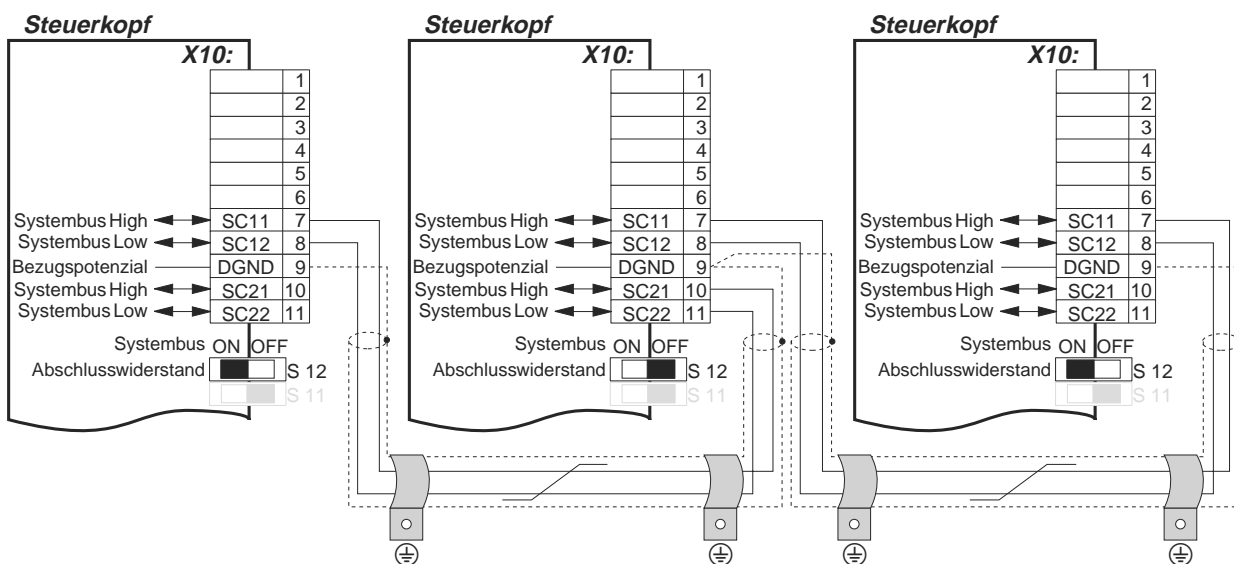 Steuerkopf
X10:
1
2
3
4
5
6
Systembus High SC11 7
Systembus Low SC12 8
Bezugspotenzial DGND 9
Systembus High SC21 10
Systembus Low SC22 11
Systembus ON OFF
Abschlusswiderstand S 12
S 11
Steuerkopf
X10:
1
2
3
4
5
6
Systembus High SC11 7
Systembus Low SC12 8
Bezugspotenzial DGND 9
Systembus High SC21 10
Systembus Low SC22 11
Systembus ON OFF
Abschlusswiderstand S 12
S 11
Steuerkopf
X10:
1
2
3
4
5
6
Systembus High SC11 7
Systembus Low SC12 8
Bezugspotenzial DGND 9
Systembus High SC21 10
Systembus Low SC22 11
Systembus ON OFF
Abschlusswiderstand S 12
S 11